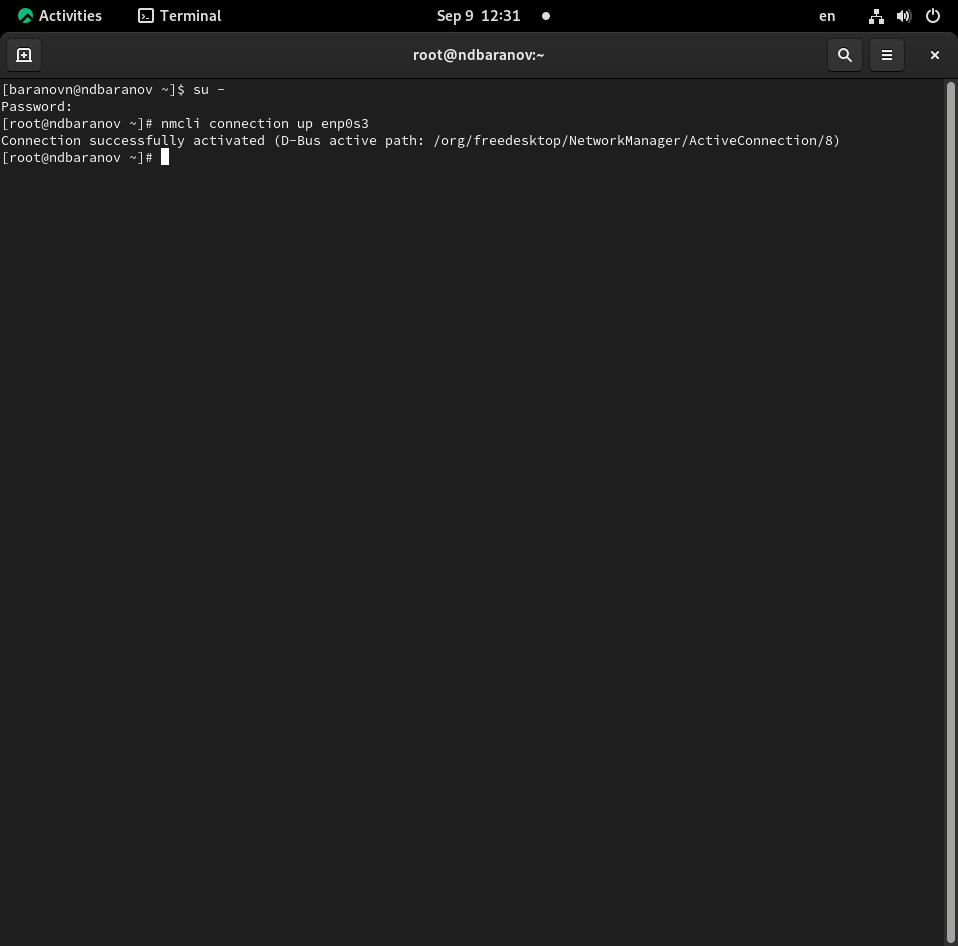 Activities Terminal Sep 9 12:31 en
root@ndbaranov:~
[baranovn@ndbaranov ~]$ su -
Password:
[root@ndbaranov ~]# nmcli connection up enp0s3
Connection successfully activated (D-Bus active path: /org/freedesktop/NetworkManager/ActiveConnection/8)
[root@ndbaranov ~]#